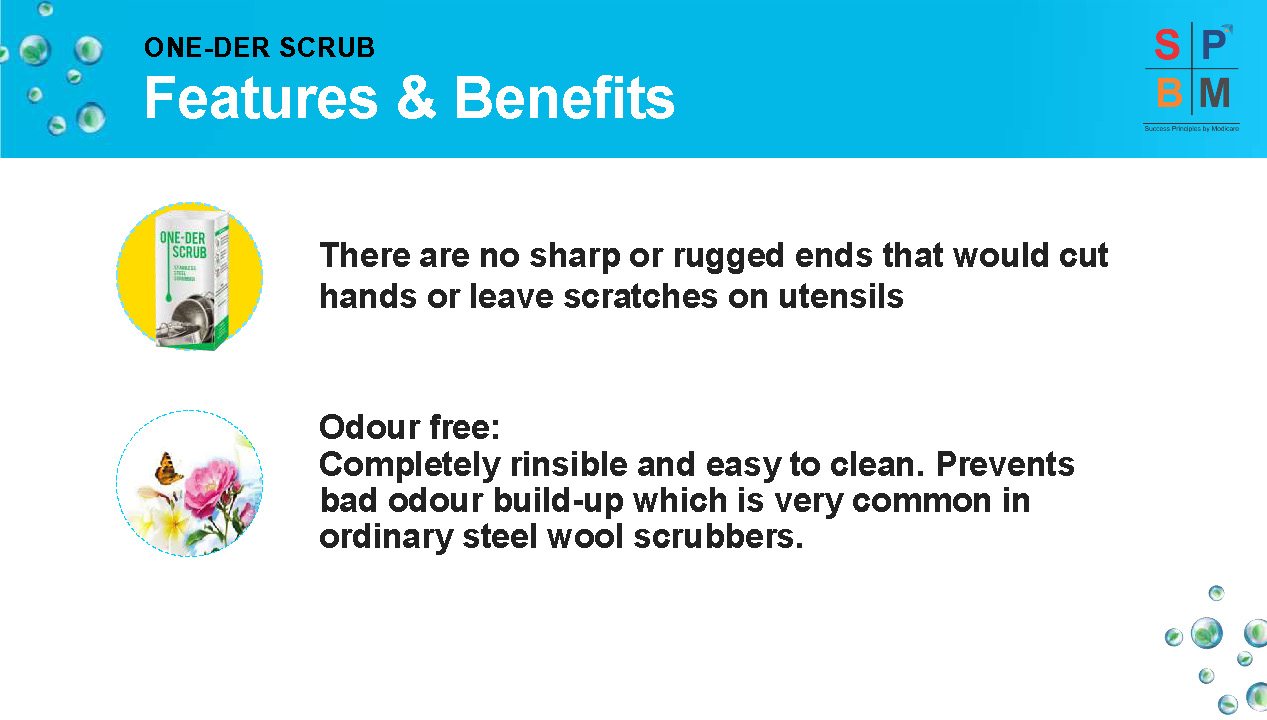 ONE-DER SCRUB
Features & Benefits
S P
B M
Success Principles by Modicare
ONE-DER
SCRUB
STAINLESS
STEEL
SCRUBBER
There are no sharp or rugged ends that would cut
hands or leave scratches on utensils
Odour free:
Completely rinsible and easy to clean. Prevents
bad odour build-up which is very common in
ordinary steel wool scrubbers.